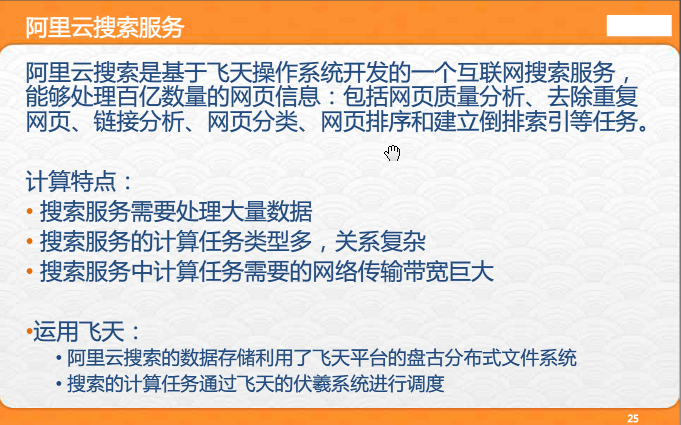 阿里云搜索服务
阿里云搜索是基于飞天操作系统开发的一个互联网搜索服务，
能够处理百亿数量的网页信息：包括网页质量分析、去除重复
网页、链接分析、网页分类、网页排序和建立倒排索引等任务。
计算特点：
• 搜索服务需要处理大量数据
• 搜索服务的计算任务类型多，关系复杂
• 搜索服务中计算任务需要的网络传输带宽巨大
•运用飞天：
• 阿里云搜索的数据存储利用了飞天平台的盘古分布式文件系统
• 搜索的计算任务通过飞天的伏羲系统进行调度
25